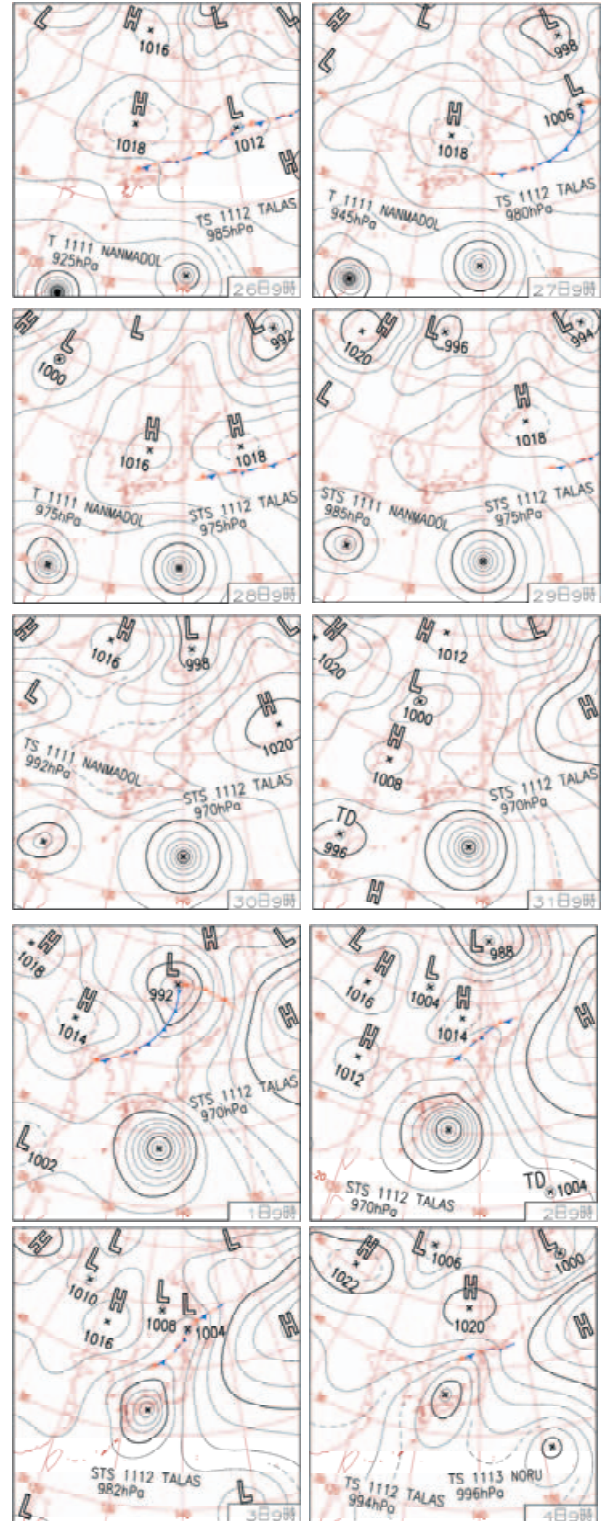 L
H
1016
L
H
1018
L
1012
H
TS 1112 TALAS
985hPa
T 1111 NANMADOL
925hPa
26日9時
L
998
H
1018
L
1006
T 1111 NANMADOL
945hPa
TS 1112 TALAS
980hPa
27日9時
H
L
L
992
L
1000
H
1016
H
1018
T 1111 NANMADOL
975hPa
STS 1112 TALAS
975hPa
28日9時
H
1020
L
996
L
994
L
H
1018
STS 1111 NANMADOL
985hPa
STS 1112 TALAS
975hPa
29日9時
L
H
1016
L
998
L
L
H
1020
TS 1111 NANMADOL
992hPa
STS 1112 TALAS
970hPa
30日9時
H
1020
H
1012
L
L
1000
H
1008
TD
996
STS 1112 TALAS
970hPa
H
31日9時
H
1018
H
L
L
992
H
1014
H
STS 1112 TALAS
970hPa
L
1002
1日9時
L
L
988
H
1016
L
1004
H
1014
H
1012
H
STS 1112 TALAS
970hPa
TD
1004
2日9時
H
L
L
L
1010
H
1016
L
1008
L
1004
H
STS 1112 TALAS
982hPa
L
L
3日9時
H
1022
L
1006
L
1000
H
1020
H
TS 1112 TALAS
994hPa
TS 1113 NORU
996hPa
4日9時